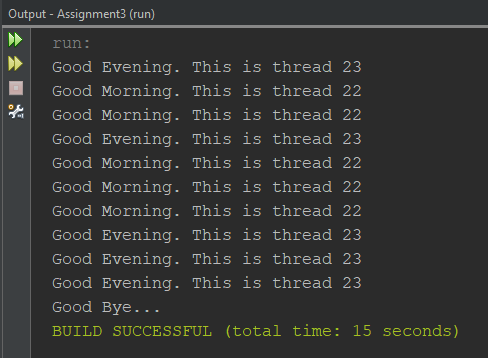 Output - Assignment3 (run)
run:
Good Evening. This is thread 23
Good Morning. This is thread 22
Good Morning. This is thread 22
Good Evening. This is thread 23
Good Morning. This is thread 22
Good Morning. This is thread 22
Good Morning. This is thread 22
Good Evening. This is thread 23
Good Evening. This is thread 23
Good Evening. This is thread 23
Good Bye...
BUILD SUCCESSFUL (total time: 15 seconds)